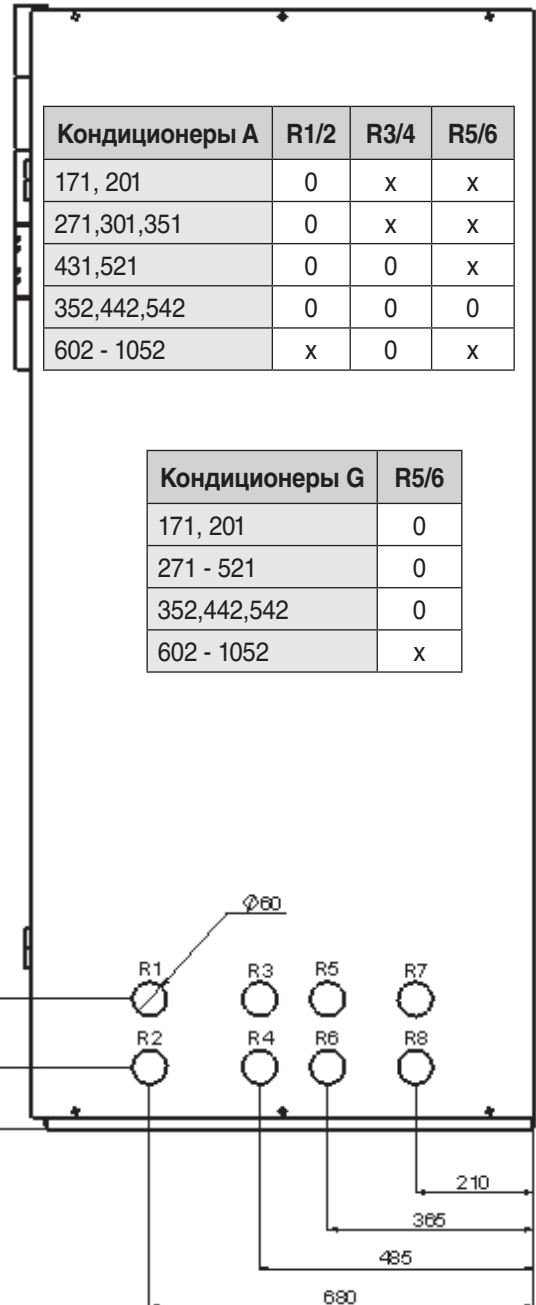 Кондиционеры A R1/2 R3/4 R5/6
171, 201 0 x x
271,301,351 0 x x
431,521 0 0 x
352,442,542 0 0 0
602 - 1052 x 0 x
Кондиционеры G R5/6
171, 201 0
271 - 521 0
352,442,542 0
602 - 1052 x
∅60
R1 R3 R5 R7
R2 R4 R6 R8
210
365
485
680